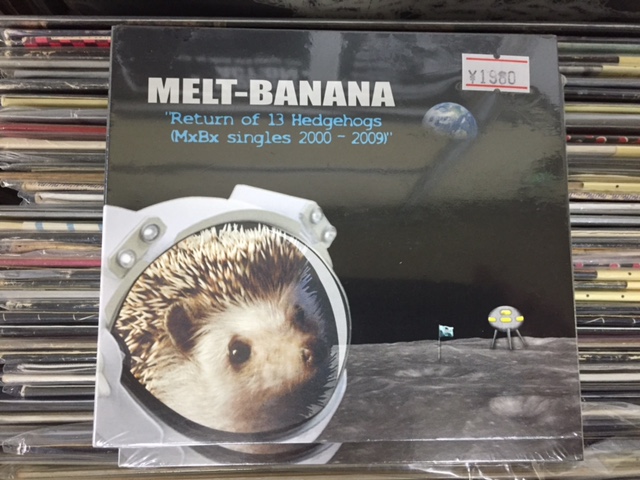 MELT-BANANA
"Return of 13 Hedgehogs
(MxBx singles 2000 - 2009)"
¥1980